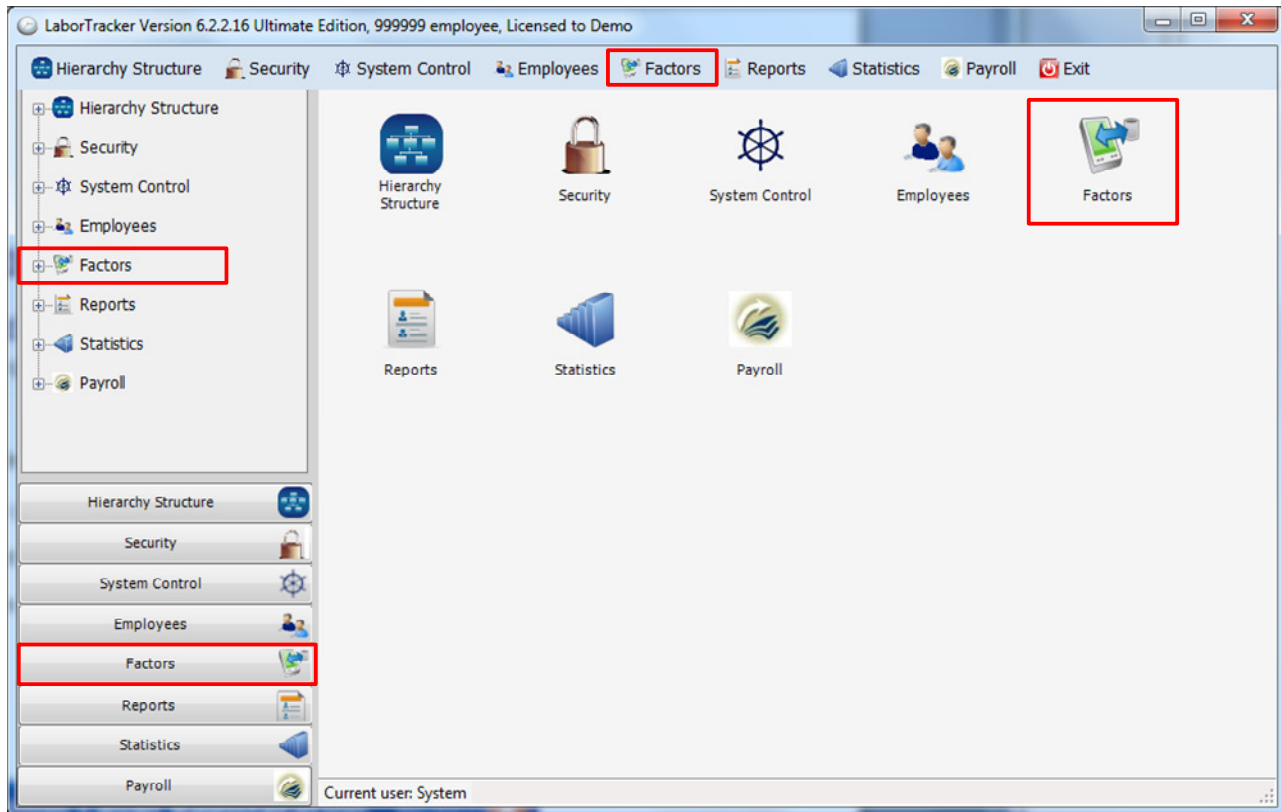 LaborTracker Version 6.2.2.16 Ultimate Edition, 999999 employee, Licensed to Demo
Hierarchy Structure Security System Control Employees Factors Reports Statistics Payroll Exit
Hierarchy Structure
Security
System Control
Employees
Factors
Reports
Statistics
Payroll
Hierarchy
Structure
Security
System Control
Employees
Factors
Reports
Statistics
Payroll
Hierarchy Structure
Security
System Control
Employees
Factors
Reports
Statistics
Payroll
Current user: System